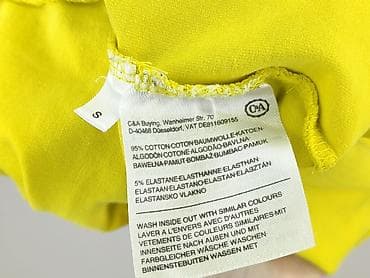 S
C&A Buying, Wanheimer Str. 70
D-40468 Düsseldorf, VAT DE811609155
C&A
95% COTTON·COTTON·BAUMWOLLE·KATOEN·
ALGODÓN·COTONE·ALGODÃO·BAVLNA·
BAWEŁNA·PAMUT·BOMBAŽ·BUMBAC·PAMUK
5% ELASTANE·ELASTHANNE·ELASTHAN
ELASTAAN·ELASTANO·ELASTAN·ELASZTÁN
ELASTANSKO VLAKNO
WASH INSIDE OUT WITH SIMILAR COLOURS
LAVER A L'ENVERS AVEC D'AUTRES
VETEMENTS DE COULEURS SIMILAIRES
INNENSEITE NACH AUßEN UND MIT
FARBGLEICHER WÄSCHE WASCHEN
BINNENSTEBUITEN WASSEN MET